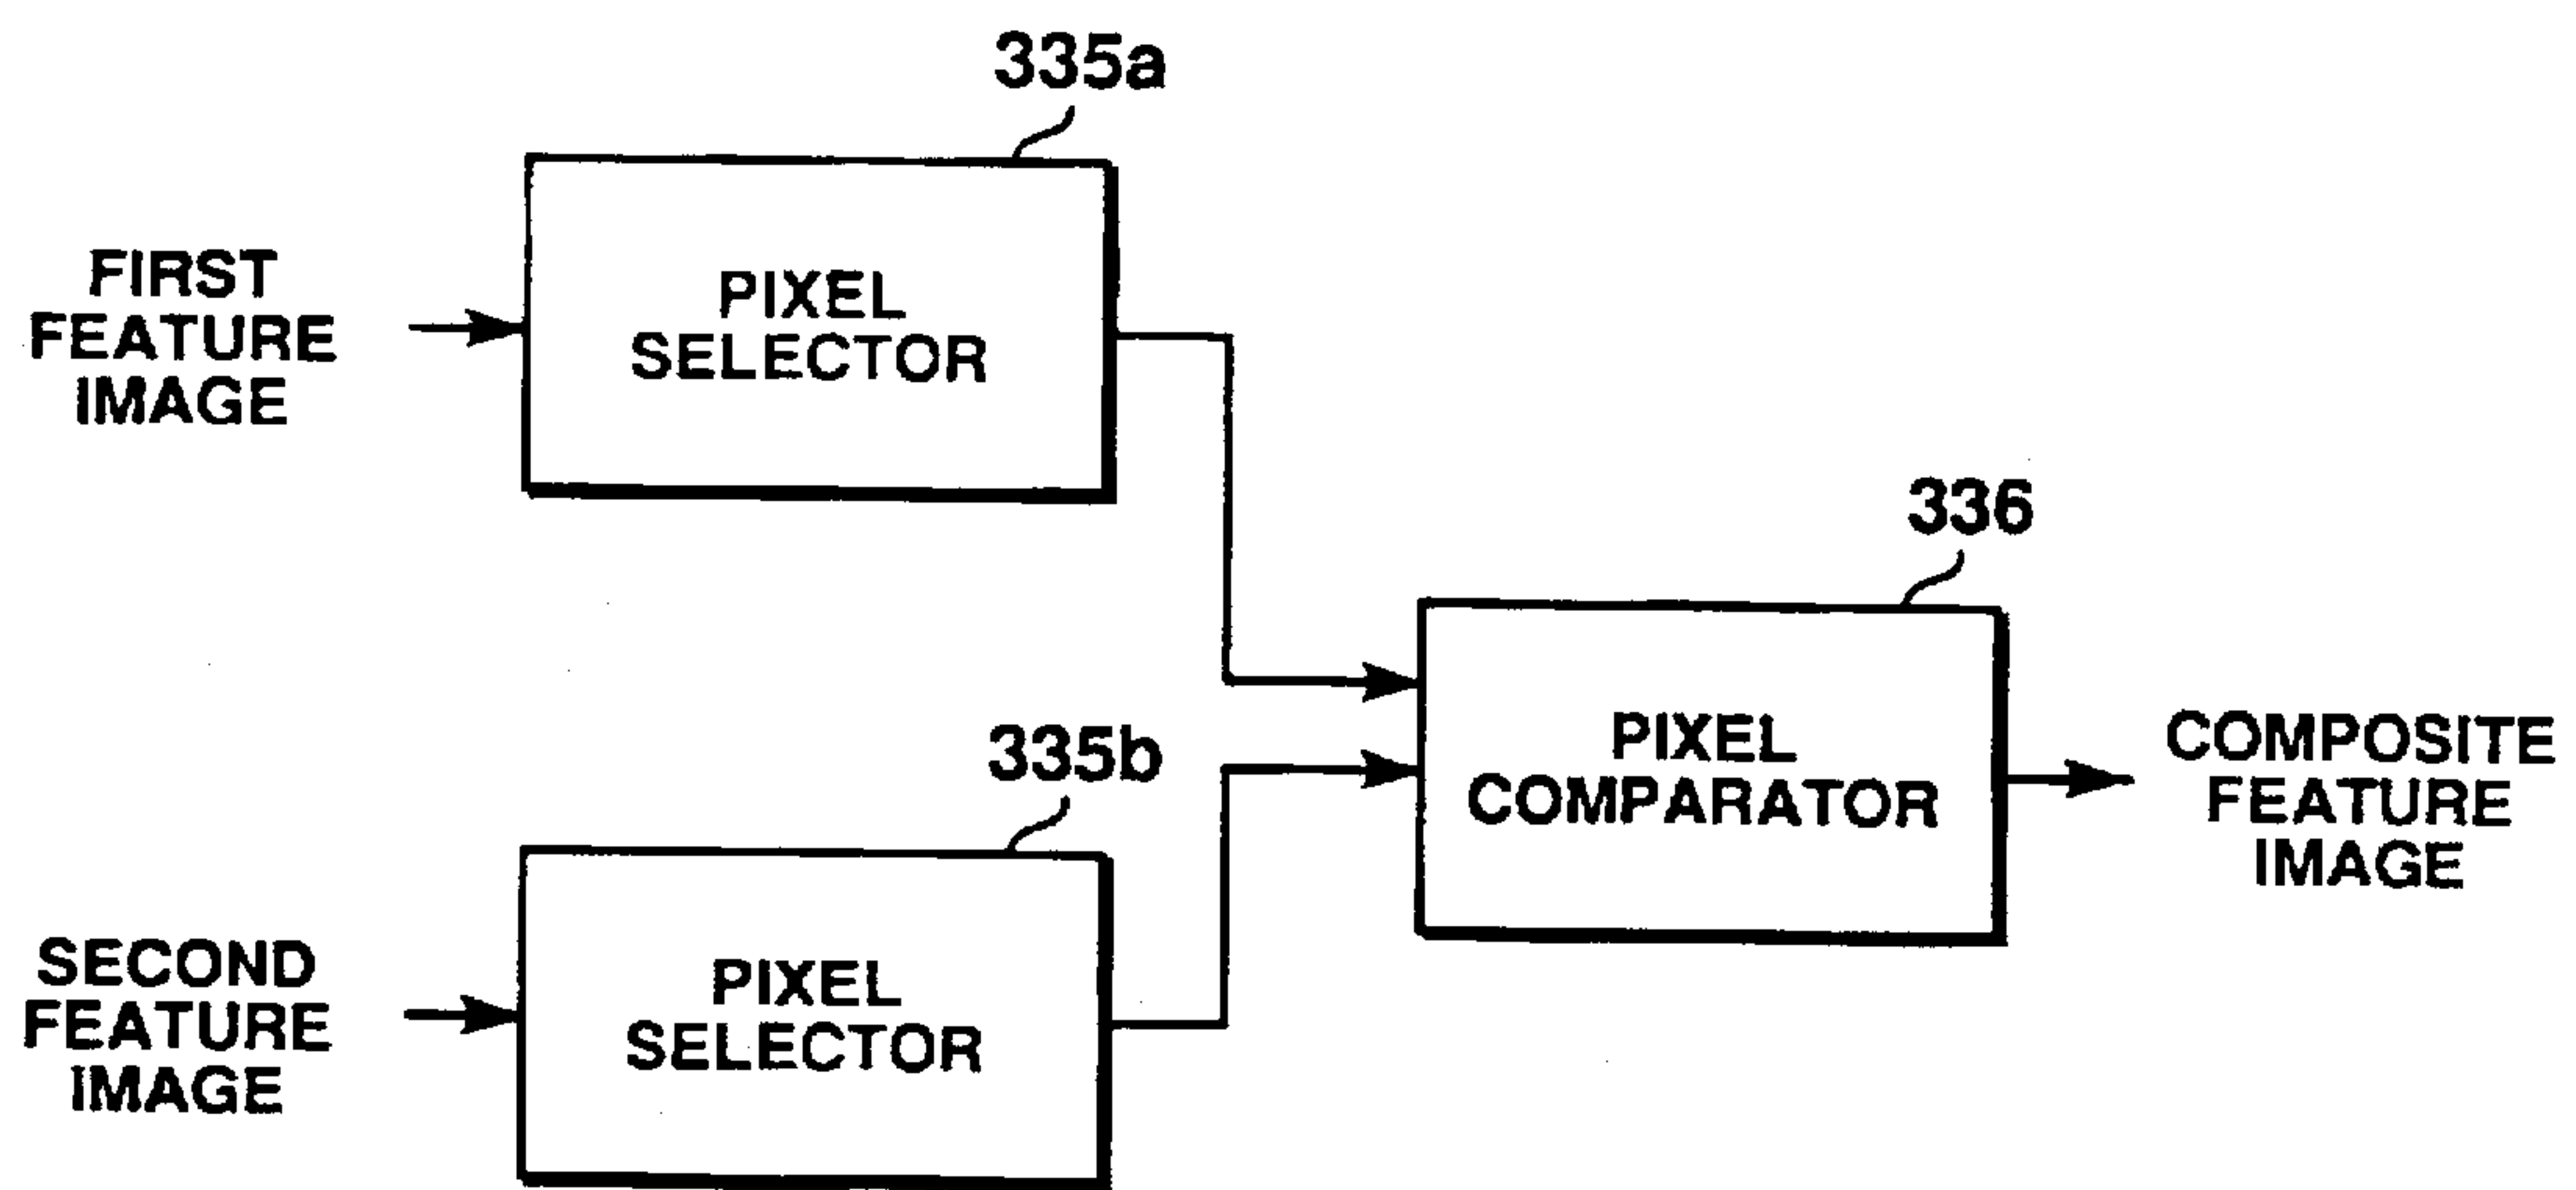 335a
FIRST
FEATURE
IMAGE
PIXEL
SELECTOR
335b
SECOND
FEATURE
IMAGE
PIXEL
SELECTOR
336
PIXEL
COMPARATOR
COMPOSITE
FEATURE
IMAGE